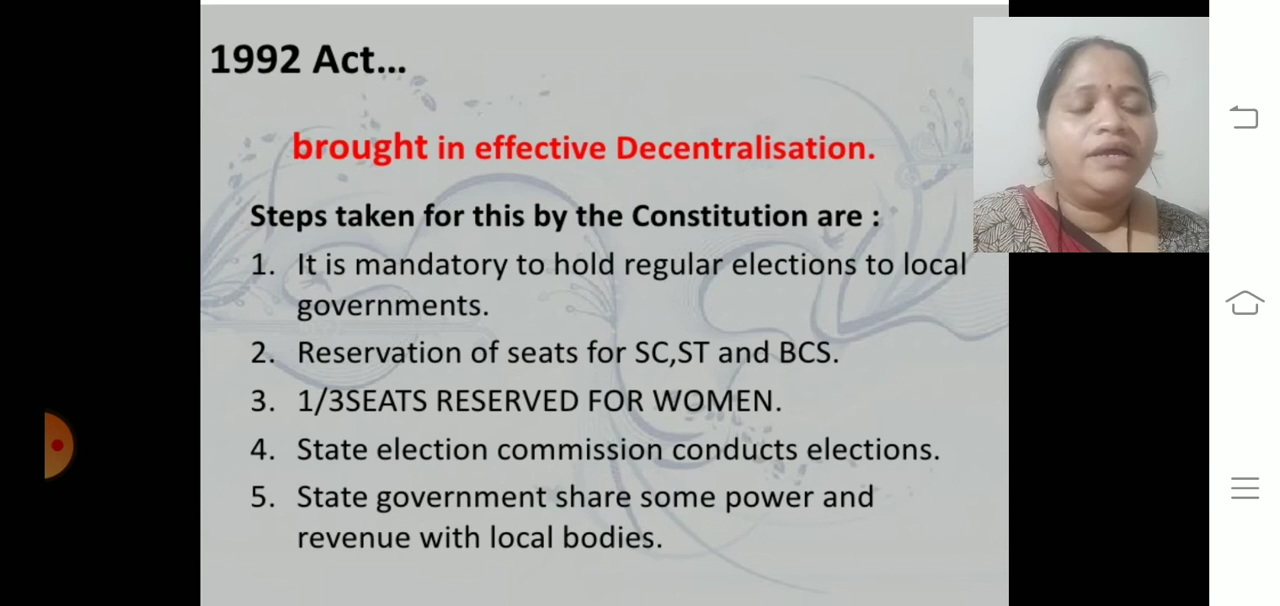 1992 Act...
brought in effective Decentralisation.
Steps taken for this by the Constitution are :
1. It is mandatory to hold regular elections to local
governments.
2. Reservation of seats for SC,ST and BCS.
3. 1/3SEATS RESERVED FOR WOMEN.
4. State election commission conducts elections.
5. State government share some power and
revenue with local bodies.